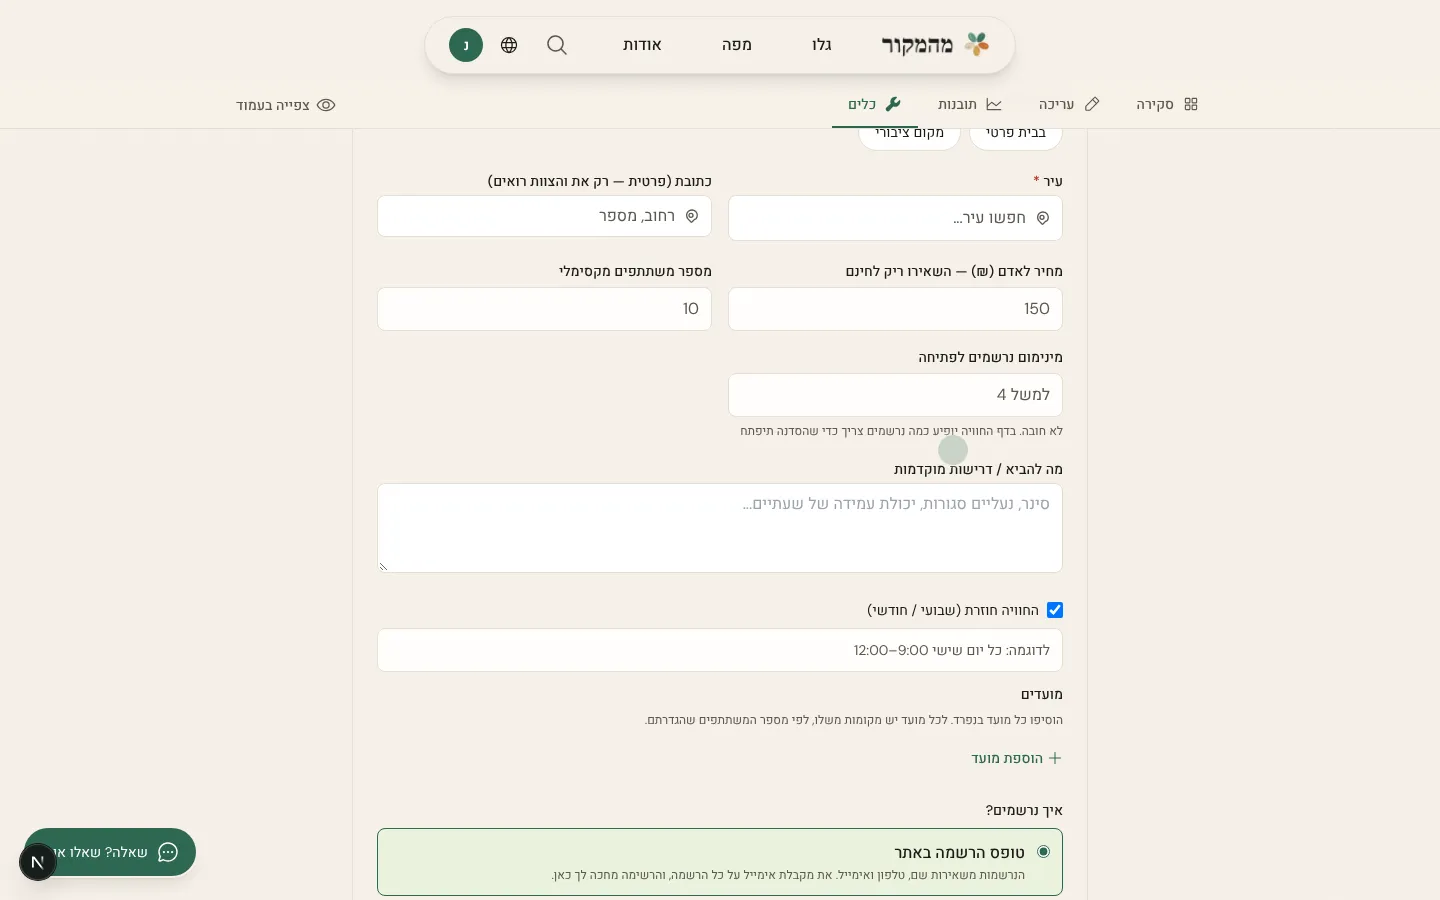 מהמקור
גלו
מפה
אודות
נ
סקירה
עריכה
תובנות
כלים
צפייה בעמוד
בבית פרטי
מקום ציבורי
עיר *
כתובת (פרטית — רק את והצוות רואים)
חפשו עיר...
רחוב, מספר
מחיר לאדם (₪) — השאירו ריק לחינם
מספר משתתפים מקסימלי
150
10
מינימום נרשמים לפתיחה
למשל 4
לא חובה. בדף החוויה יופיע כמה נרשמים צריך כדי שהסדנה תיפתח
מה להביא / דרישות מוקדמות
סינר, נעליים סגורות, יכולת עמידה של שעתיים...
החוויה חוזרת (שבועי / חודשי)
לדוגמה: כל יום שישי 9:00–12:00
מועדים
הוסיפו כל מועד בנפרד. לכל מועד יש מקומות משלו, לפי מספר המשתתפים שהגדרתם.
הוספת מועד
איך נרשמים?
טופס הרשמה באתר
הנרשמות משאירות שם, טלפון ואימייל. את מקבלת אימייל על כל הרשמה, והרשימה מחכה לך כאן.
שאלה? שאלו
N